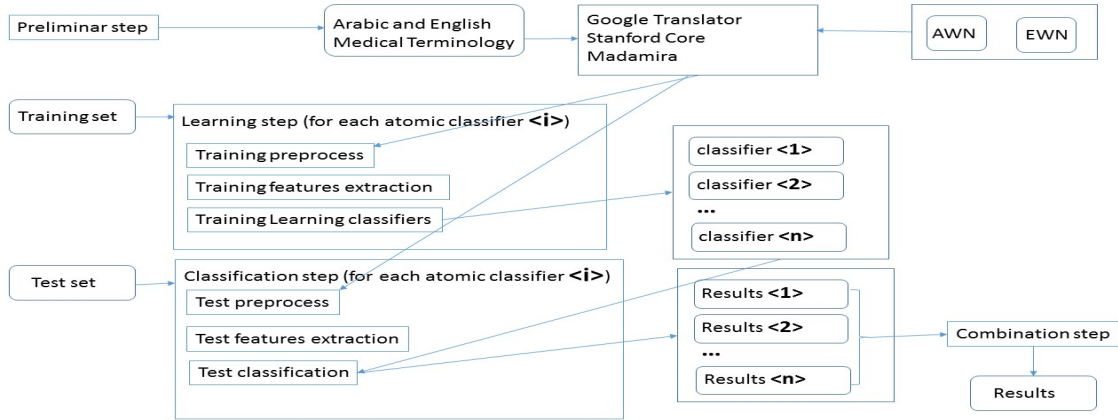 Preliminar step
Arabic and English
Medical Terminology
Google Translator
Stanford Core
Madamira
AWN
EWN
Training set
Learning step (for each atomic classifier <i>)
Training preprocess
Training features extraction
Training Learning classifiers
classifier <1>
classifier <2>
...
classifier <n>
Test set
Classification step (for each atomic classifier <i>)
Test preprocess
Test features extraction
Test classification
Results <1>
Results <2>
...
Results <n>
Combination step
Results